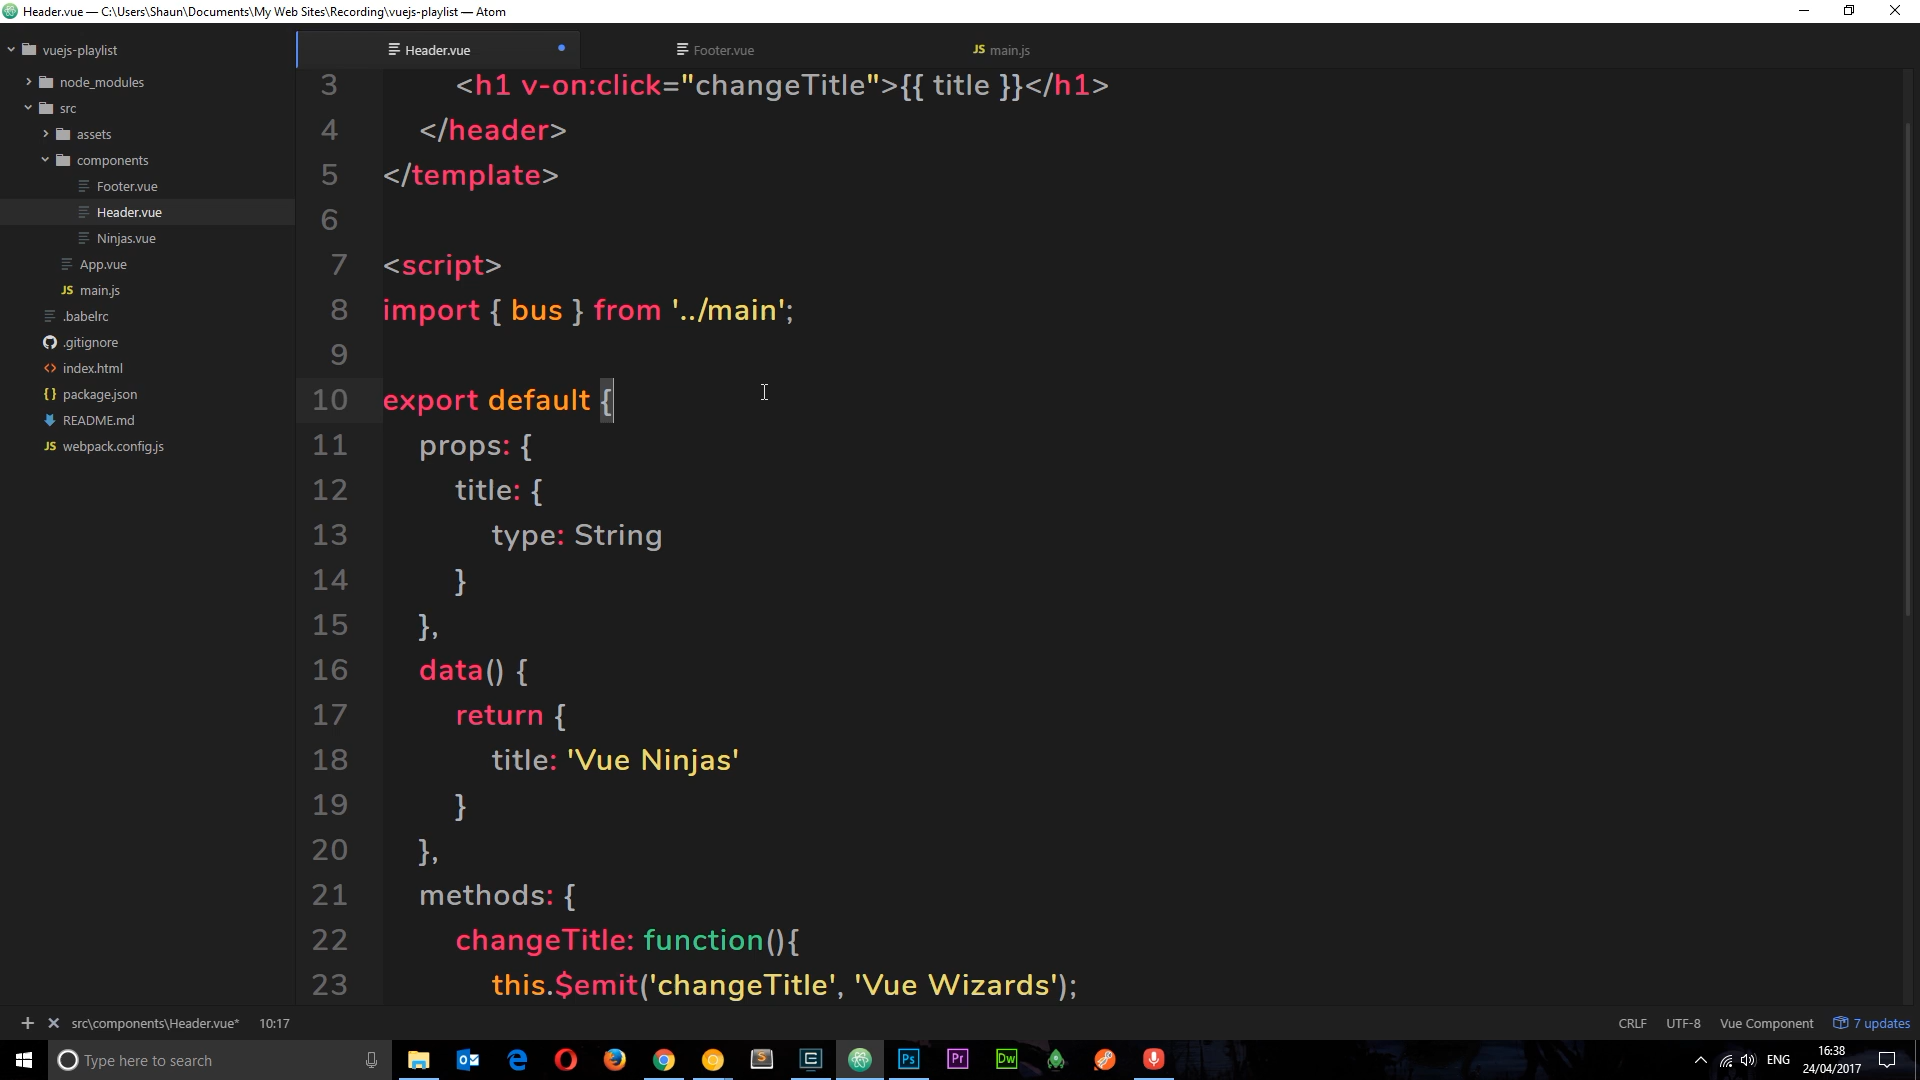 Header.vue — C:\Users\Shaun\Documents\My Web Sites\Recording\vuejs-playlist — Atom
vuejs-playlist
node_modules
src
assets
components
Footer.vue
Header.vue
Ninjas.vue
App.vue
JS main.js
.babelrc
.gitignore
<> index.html
{} package.json
README.md
JS webpack.config.js
Header.vue
Footer.vue
JS main.js
3 <h1 v-on:click="changeTitle">{{ title }}</h1>
4 </header>
5 </template>
6
7 <script>
8 import { bus } from '../main';
9
10 export default {
11 props: {
12 title: {
13 type: String
14 }
15 },
16 data() {
17 return {
18 title: 'Vue Ninjas'
19 }
20 },
21 methods: {
22 changeTitle: function(){
23 this.$emit('changeTitle', 'Vue Wizards');
src\components\Header.vue* 10:17
CRLF UTF-8 Vue Component 7 updates
Type here to search
Ps
Pr
Dw
ENG
16:38
24/04/2017